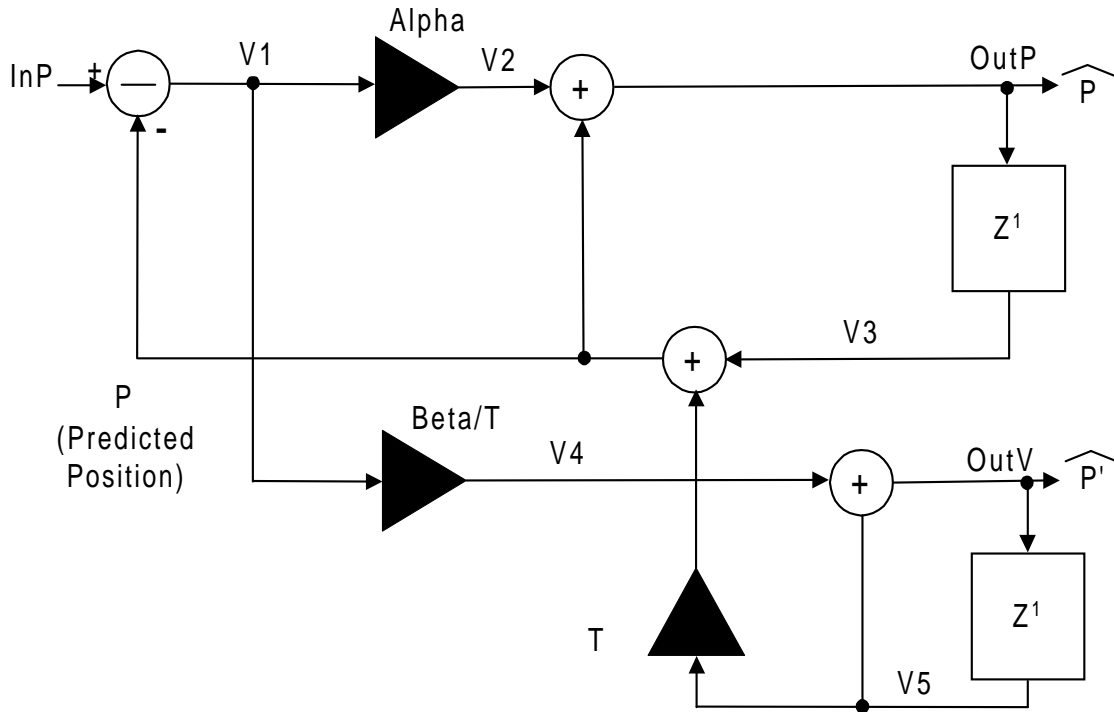 Alpha
InP
+
V1
V2
OutP
P
+
-
Z1
V3
+
P
(Predicted
Position)
Beta/T
V4
OutV
P'
+
Z1
T
V5